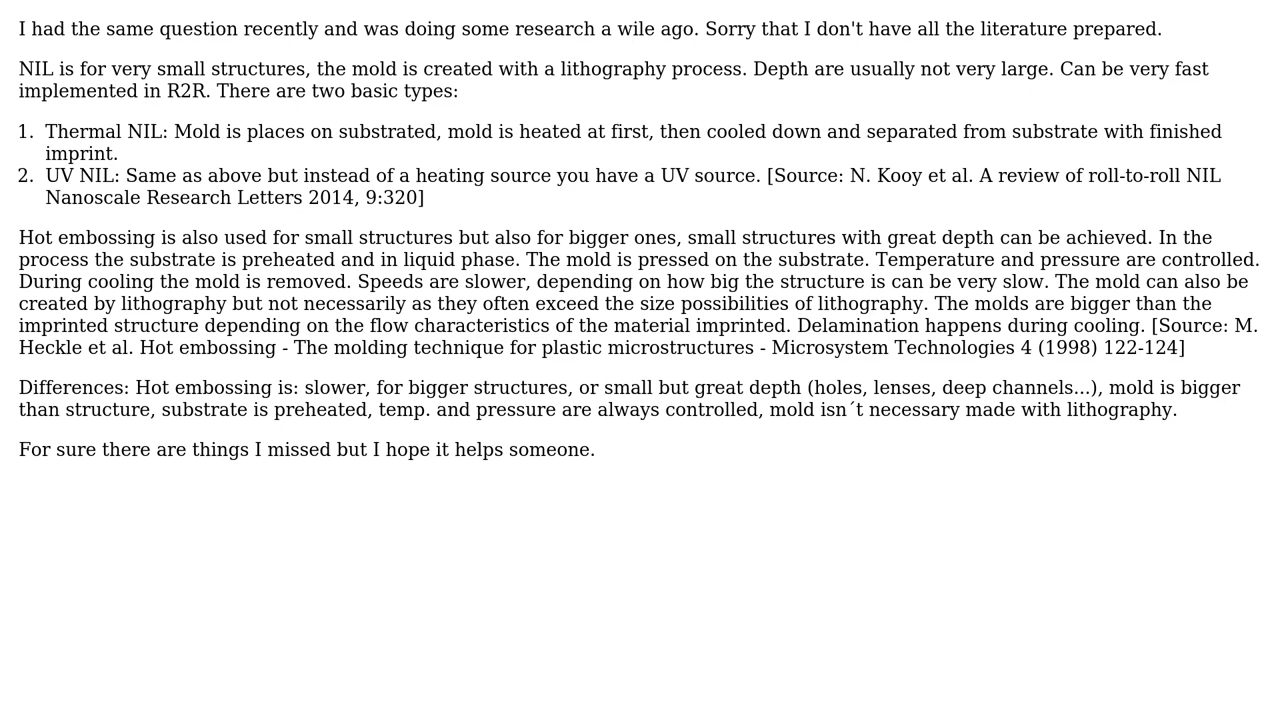 I had the same question recently and was doing some research a wile ago. Sorry that I don't have all the literature prepared.
NIL is for very small structures, the mold is created with a lithography process. Depth are usually not very large. Can be very fast
implemented in R2R. There are two basic types:
1. Thermal NIL: Mold is places on substrated, mold is heated at first, then cooled down and separated from substrate with finished
imprint.
2. UV NIL: Same as above but instead of a heating source you have a UV source. [Source: N. Kooy et al. A review of roll-to-roll NIL
Nanoscale Research Letters 2014, 9:320]
Hot embossing is also used for small structures but also for bigger ones, small structures with great depth can be achieved. In the
process the substrate is preheated and in liquid phase. The mold is pressed on the substrate. Temperature and pressure are controlled.
During cooling the mold is removed. Speeds are slower, depending on how big the structure is can be very slow. The mold can also be
created by lithography but not necessarily as they often exceed the size possibilities of lithography. The molds are bigger than the
imprinted structure depending on the flow characteristics of the material imprinted. Delamination happens during cooling. [Source: M.
Heckle et al. Hot embossing - The molding technique for plastic microstructures - Microsystem Technologies 4 (1998) 122-124]
Differences: Hot embossing is: slower, for bigger structures, or small but great depth (holes, lenses, deep channels...), mold is bigger
than structure, substrate is preheated, temp. and pressure are always controlled, mold isn´t necessary made with lithography.
For sure there are things I missed but I hope it helps someone.